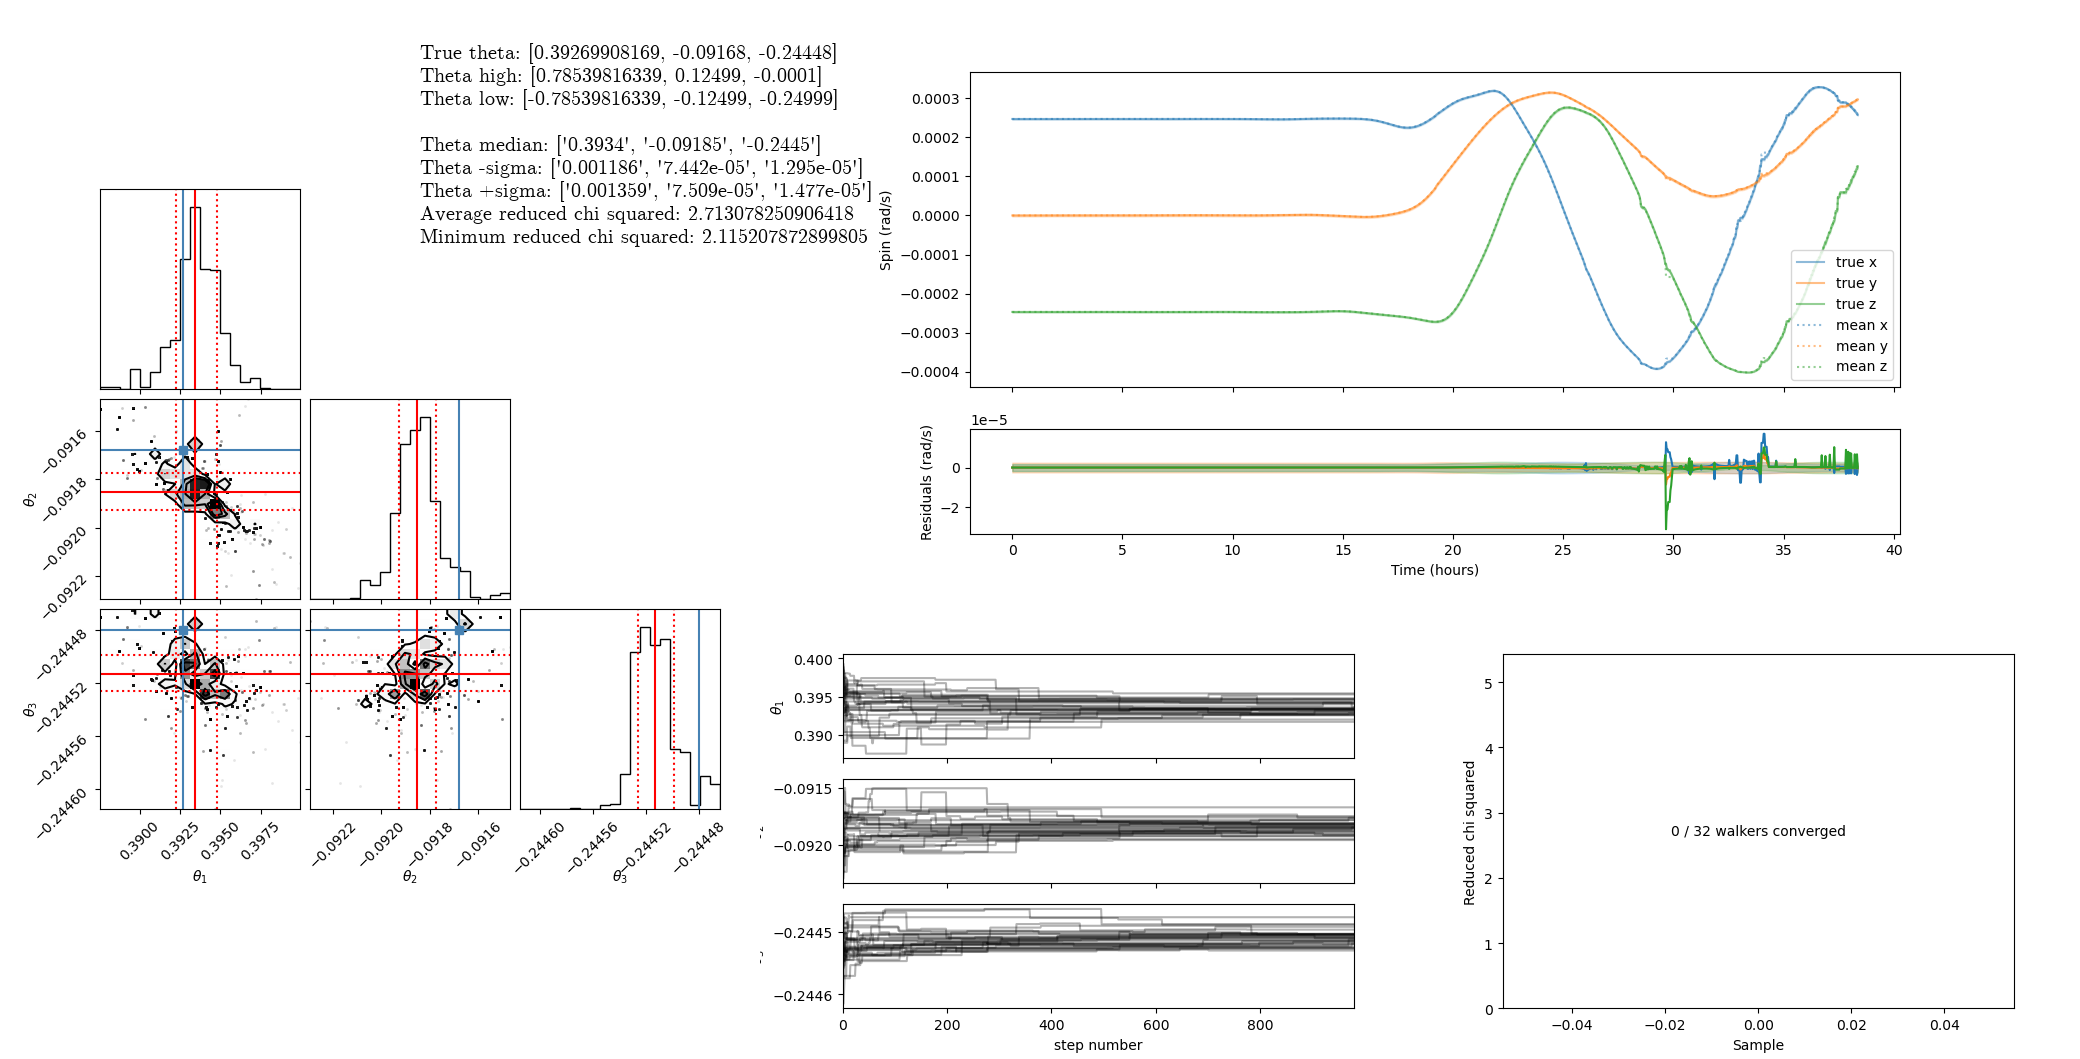 True theta: [0.39269908169, -0.09168, -0.24448]
Theta high: [0.78539816339, 0.12499, -0.0001]
Theta low: [-0.78539816339, -0.12499, -0.24999]
Theta median: ['0.3934', '-0.09185', '-0.2445']
Theta -sigma: ['0.001186', '7.442e-05', '1.295e-05']
Theta +sigma: ['0.001359', '7.509e-05', '1.477e-05']
Average reduced chi squared: 2.713078250906418
Minimum reduced chi squared: 2.115207872899805
θ2
−0.0916
−0.0918
−0.0920
−0.0922
θ3
−0.24448
−0.24452
−0.24456
−0.24460
0.3900
0.3925
0.3950
0.3975
θ1
−0.0922
−0.0920
−0.0918
−0.0916
θ2
−0.24460
−0.24456
−0.24452
−0.24448
θ3
Spin (rad/s)
0.0003
0.0002
0.0001
0.0000
−0.0001
−0.0002
−0.0003
−0.0004
true x
true y
true z
mean x
mean y
mean z
1e−5
Residuals (rad/s)
0
−2
0
5
10
15
20
25
30
35
40
Time (hours)
θ1
0.400
0.395
0.390
−0.0915
−0.0920
−0.2445
−0.2446
0
200
400
600
800
step number
Reduced chi squared
5
4
3
2
1
0
0 / 32 walkers converged
−0.04
−0.02
0.00
0.02
0.04
Sample